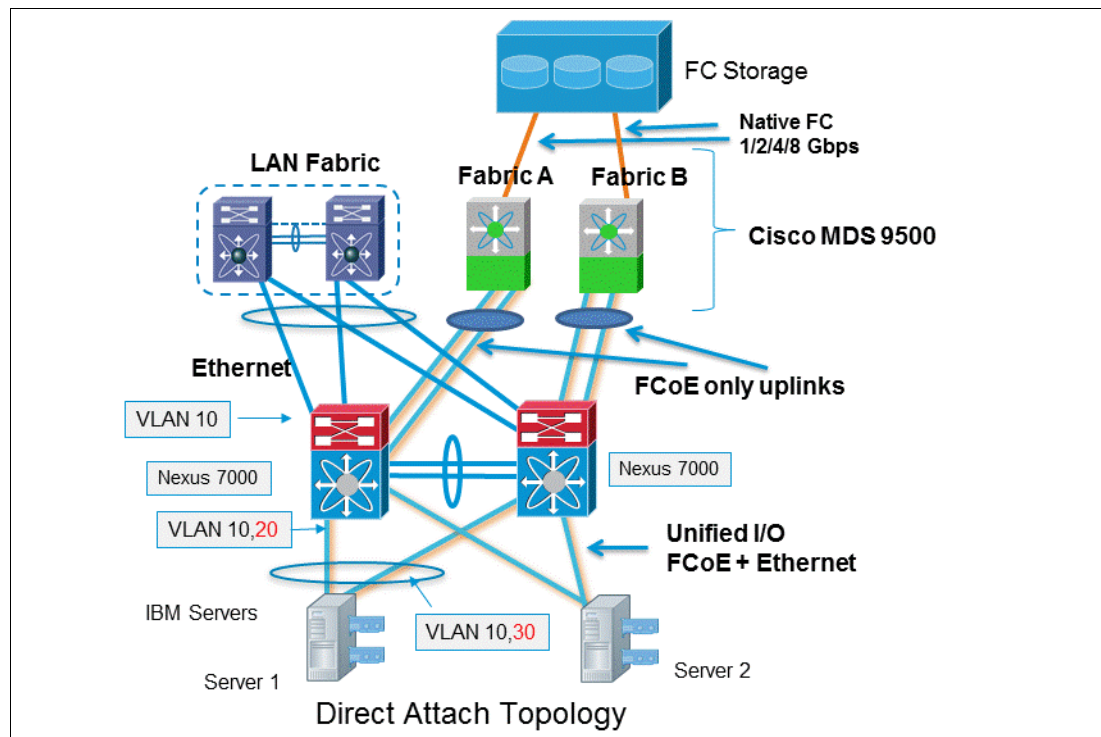 FC Storage
Native FC
1/2/4/8 Gbps
LAN Fabric
Fabric A
Fabric B
Cisco MDS 9500
Ethernet
FCoE only uplinks
VLAN 10
Nexus 7000
Nexus 7000
VLAN 10,20
Unified I/O
FCoE + Ethernet
IBM Servers
VLAN 10,30
Server 1
Server 2
Direct Attach Topology